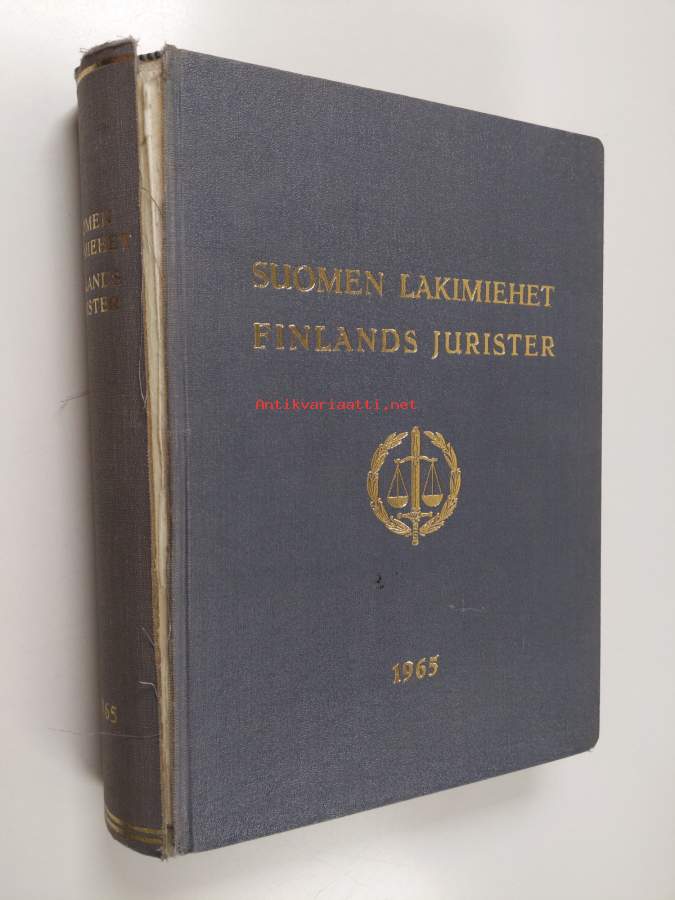 SUOMEN LAKIMIEHET
FINLANDS JURISTER
Antikvariaatti.net
1965